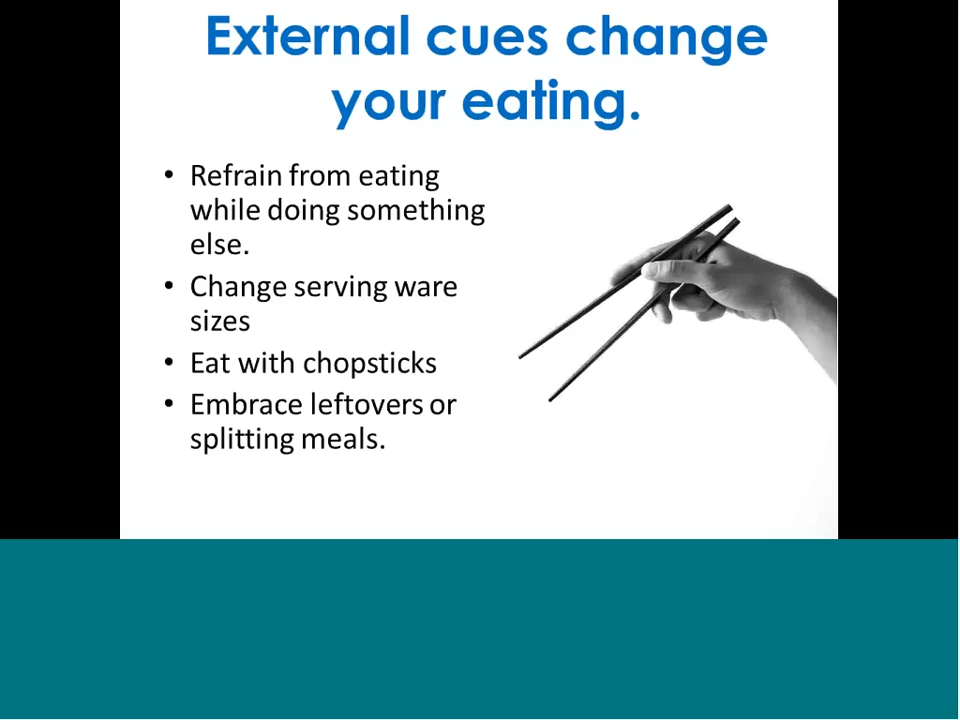 External cues change
your eating.
• Refrain from eating
while doing something
else.
• Change serving ware
sizes
• Eat with chopsticks
• Embrace leftovers or
splitting meals.